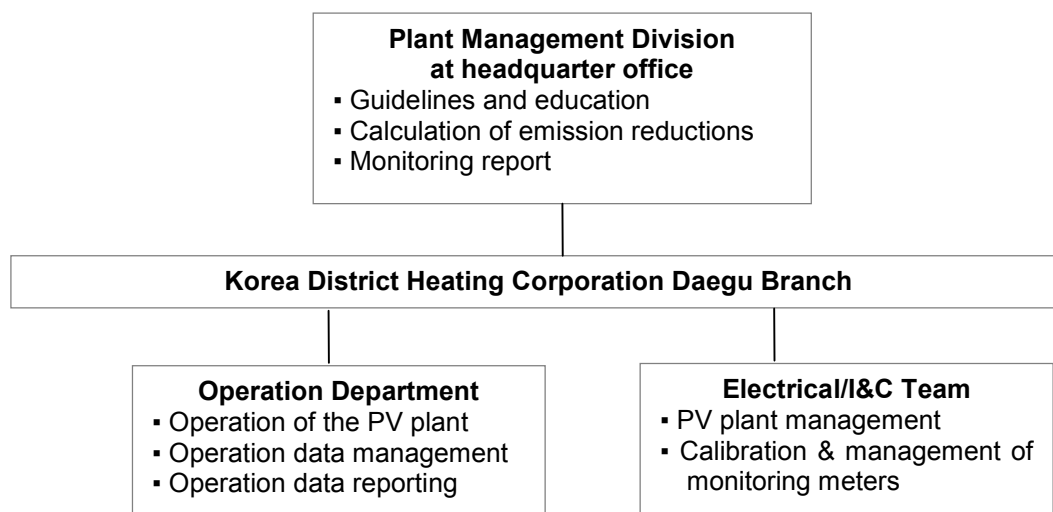 Plant Management Division
at headquarter office
▪ Guidelines and education
▪ Calculation of emission reductions
▪ Monitoring report
Korea District Heating Corporation Daegu Branch
Operation Department
▪ Operation of the PV plant
▪ Operation data management
▪ Operation data reporting
Electrical/I&C Team
▪ PV plant management
▪ Calibration & management of
monitoring meters